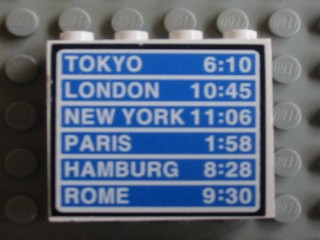 TOKYO 6:10
LONDON 10:45
NEW YORK 11:06
PARIS 1:58
HAMBURG 8:28
ROME 9:30